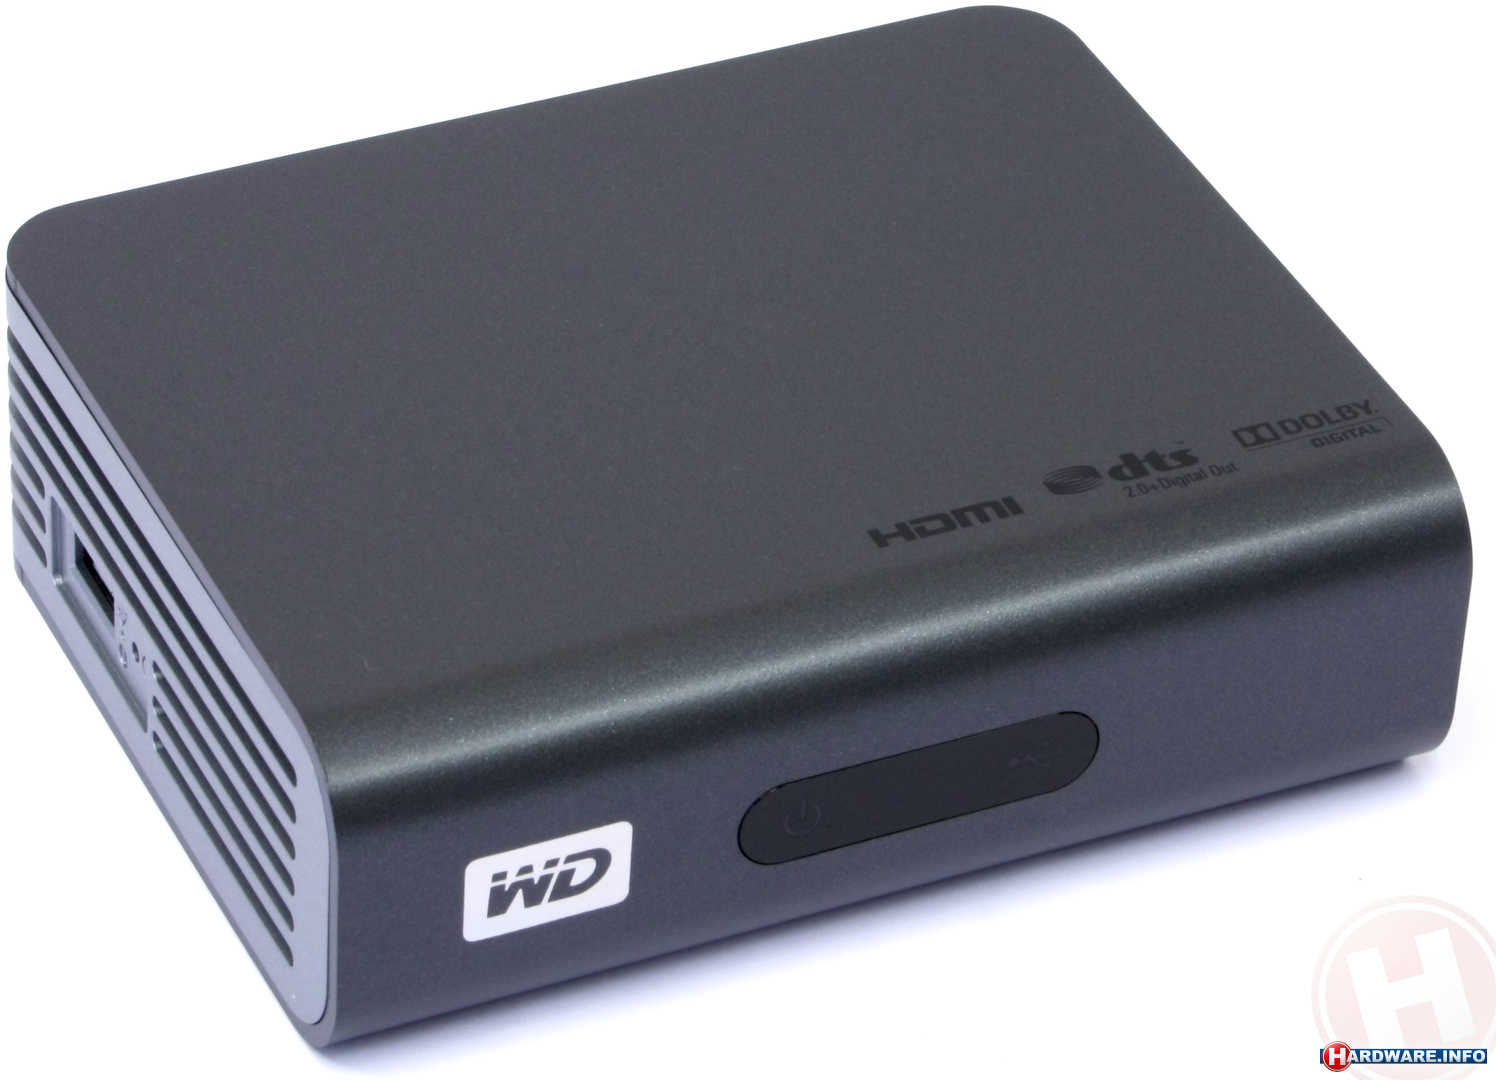 DOLBY
DIGITAL
dts
2.0+Digital Out
HDMI
WD
H
HARDWARE.INFO